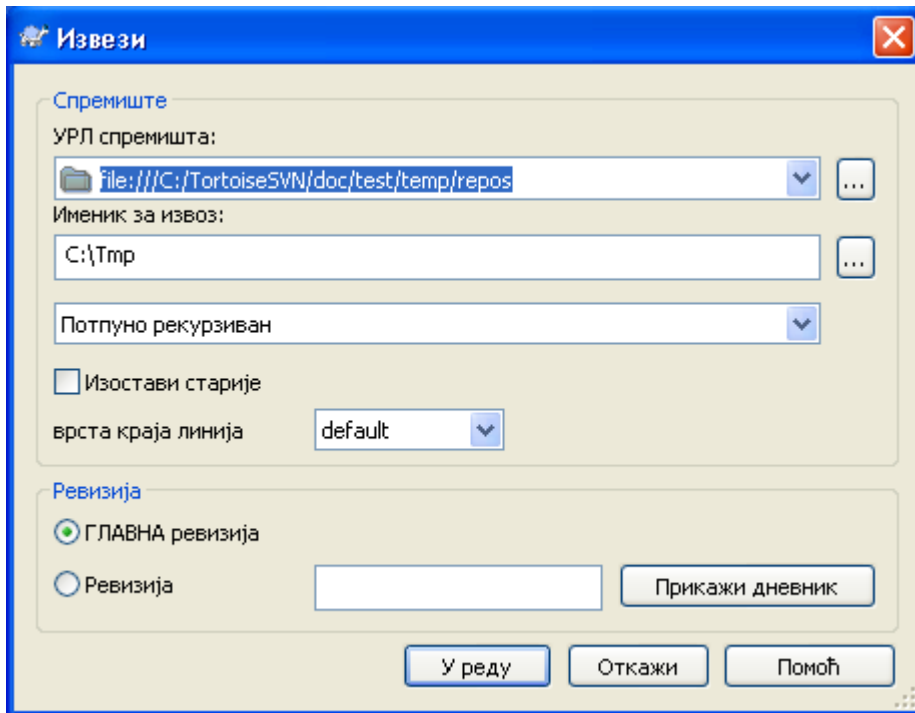 Извези
Спремиште
УРЛ спремишта:
file:///C:/TortoiseSVN/doc/test/temp/repos
...
Именик за извоз:
C:\Tmp
...
Потпуно рекурзиван
Изостави старије
врста краја линија default
Ревизија
ГЛАВНА ревизија
Ревизија
Прикажи дневник
У реду Откажи Помоћ